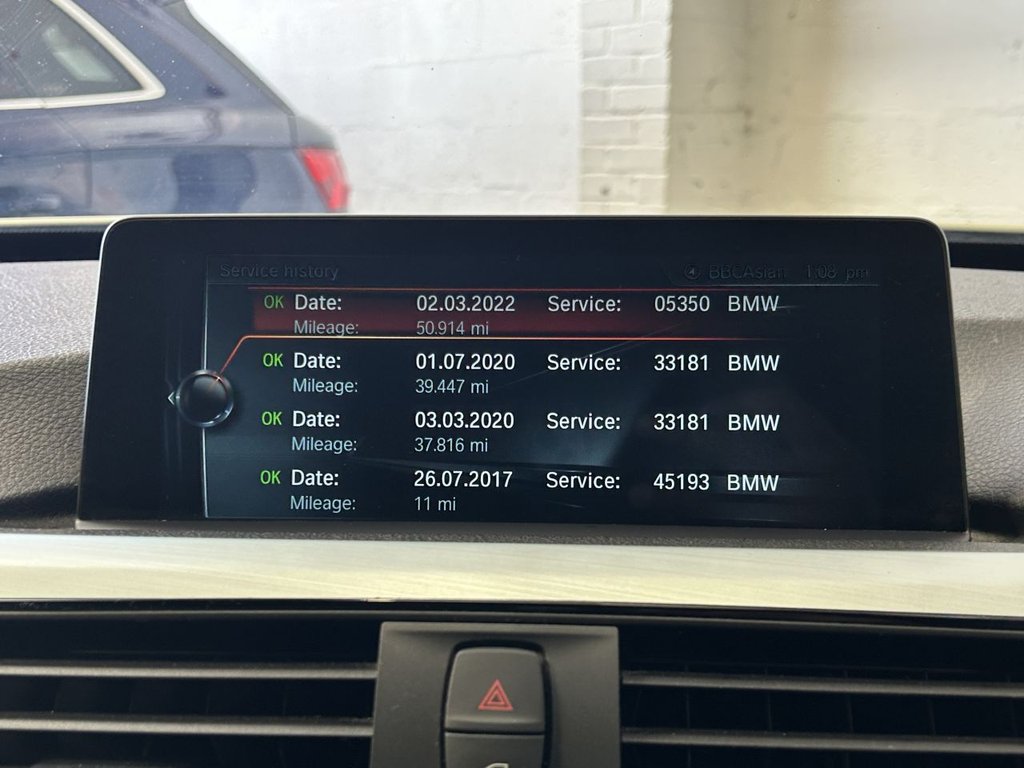 Service history BBCAsian 1:08 pm
OK Date: 02.03.2022 Service: 05350 BMW
Mileage: 50.914 mi
OK Date: 01.07.2020 Service: 33181 BMW
Mileage: 39.447 mi
OK Date: 03.03.2020 Service: 33181 BMW
Mileage: 37.816 mi
OK Date: 26.07.2017 Service: 45193 BMW
Mileage: 11 mi